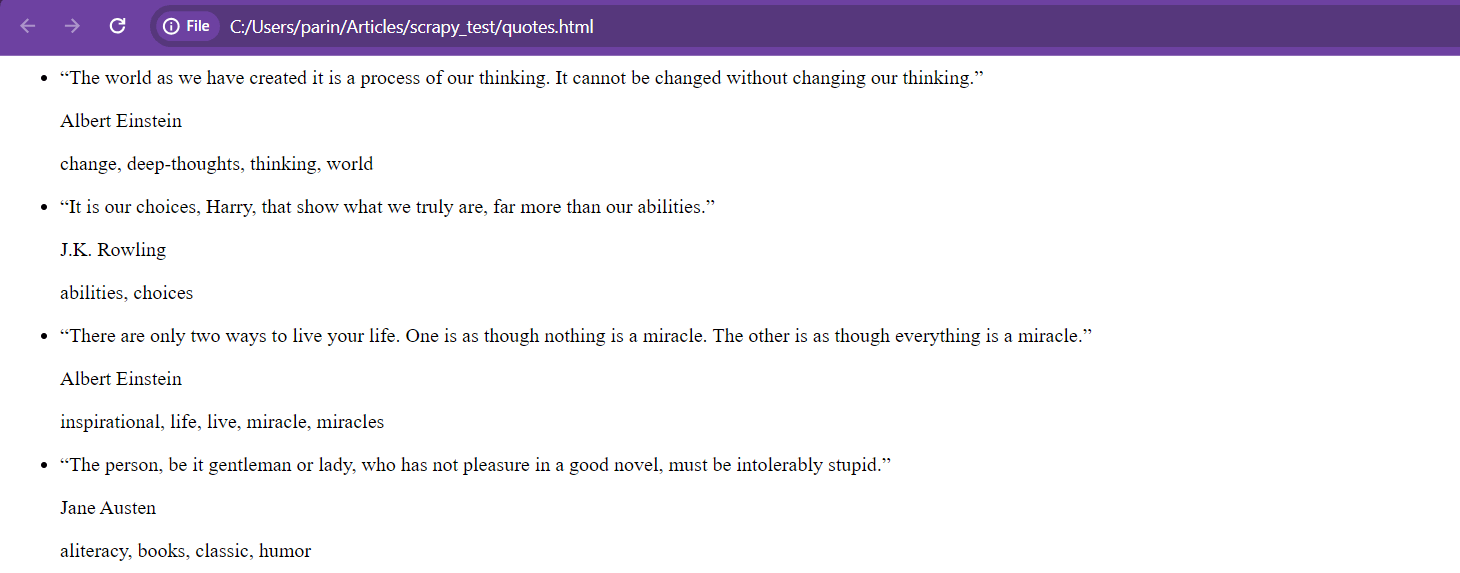 File C:/Users/parin/Articles/scrapy_test/quotes.html
“The world as we have created it is a process of our thinking. It cannot be changed without changing our thinking.”
Albert Einstein
change, deep-thoughts, thinking, world
“It is our choices, Harry, that show what we truly are, far more than our abilities.”
J.K. Rowling
abilities, choices
“There are only two ways to live your life. One is as though nothing is a miracle. The other is as though everything is a miracle.”
Albert Einstein
inspirational, life, live, miracle, miracles
“The person, be it gentleman or lady, who has not pleasure in a good novel, must be intolerably stupid.”
Jane Austen
aliteracy, books, classic, humor